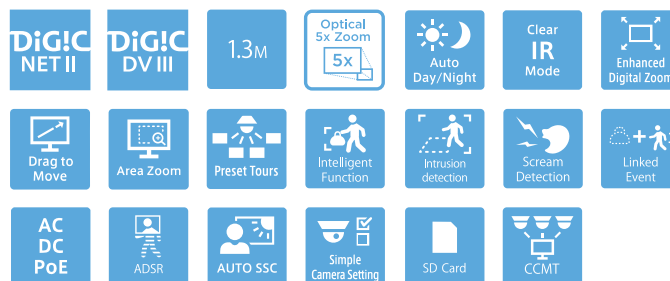 DiG!C
NET II
DiG!C
DV III
1.3M
Optical
5x Zoom
5x
Auto
Day/Night
Clear
IR
Mode
Enhanced
Digital Zoom
Drag to
Move
Area Zoom
Preset Tours
Intelligent
Function
Intrusion
detection
Scream
Detection
Linked
Event
AC
DC
PoE
ADSR
AUTO SSC
Simple
Camera Setting
SD Card
CCMT